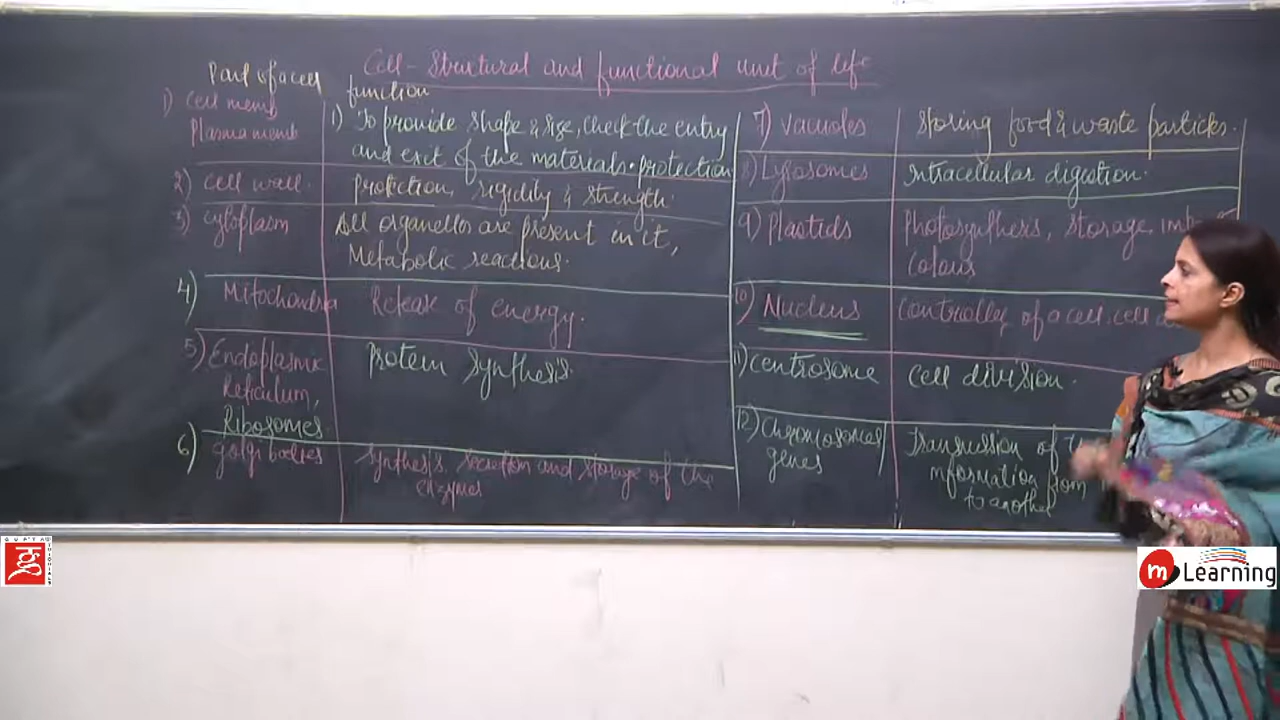 Cell - Structural and functional unit of life
Part of a cell
function
1) Cell memb
Plasma memb
1) To provide shape & size, check the entry
and exit of the materials. protection
2) Cell wall.
protection, rigidity & strength.
3) Cytoplasm
All organelles are present in it,
Metabolic reactions.
4) Mitochondria
Release of energy.
5) Endoplasmic
Reticulum,
Ribosomes.
Protein Synthesis.
6) Golgi bodies
Synthesis, secretion and storage of the
enzymes
7) Vacuoles
Storing food & waste particles.
8) Lysosomes
Intracellular digestion.
9) Plastids
Photosynthesis, storage,
Colour
10) Nucleus
Controller of a cell. cell
11) Centrosome
Cell division.
12) Chromosomes/
genes
Transmission of
information from
to another
GUPTA TUTORIALS
m Learning